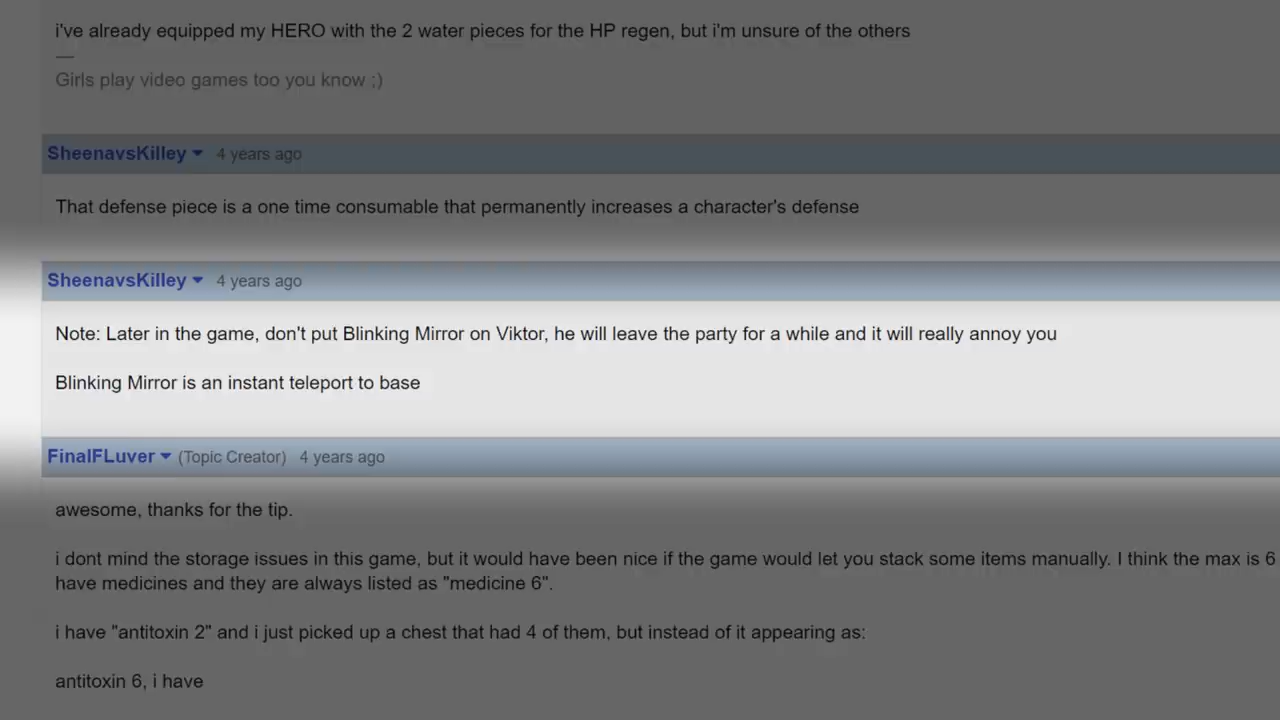 i've already equipped my HERO with the 2 water pieces for the HP regen, but i'm unsure of the others
—
Girls play video games too you know ;)
SheenavsKilley 4 years ago
That defense piece is a one time consumable that permanently increases a character's defense
SheenavsKilley 4 years ago
Note: Later in the game, don't put Blinking Mirror on Viktor, he will leave the party for a while and it will really annoy you
Blinking Mirror is an instant teleport to base
FinalFLuver (Topic Creator) 4 years ago
awesome, thanks for the tip.
i dont mind the storage issues in this game, but it would have been nice if the game would let you stack some items manually. I think the max is 6
have medicines and they are always listed as "medicine 6".
i have "antitoxin 2" and i just picked up a chest that had 4 of them, but instead of it appearing as:
antitoxin 6, i have